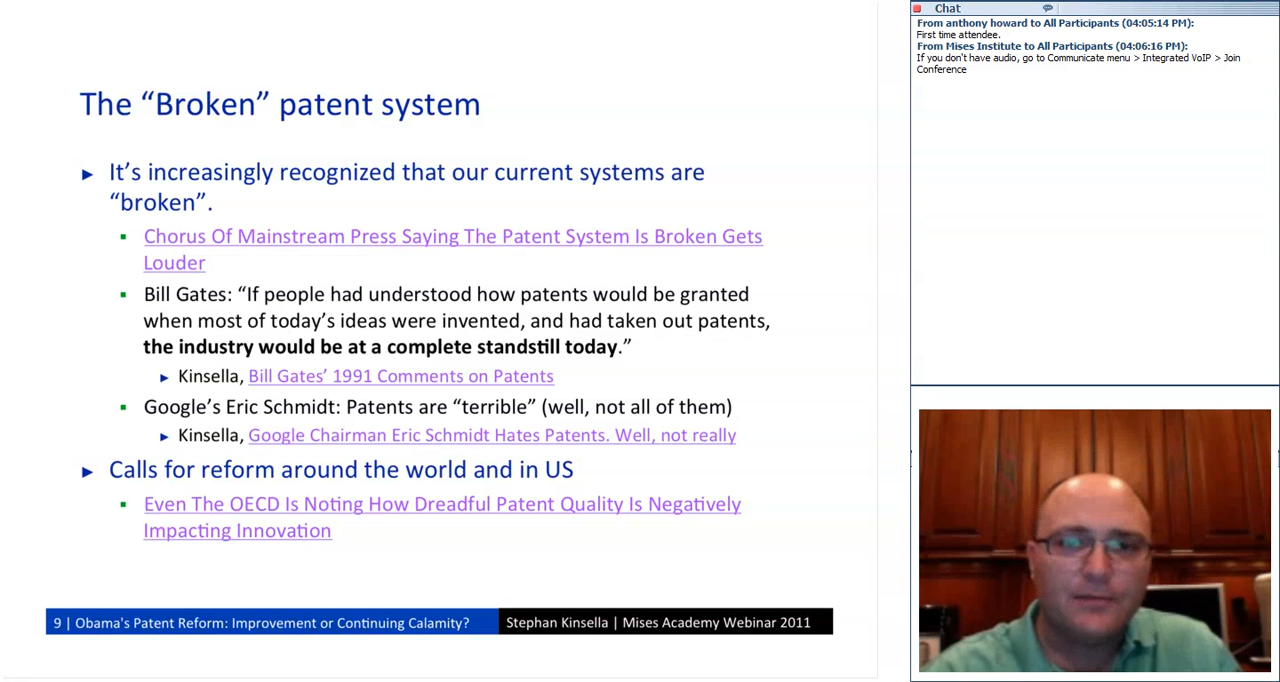 The “Broken” patent system
► It’s increasingly recognized that our current systems are
“broken”.
▪ Chorus Of Mainstream Press Saying The Patent System Is Broken Gets
Louder
▪ Bill Gates: “If people had understood how patents would be granted
when most of today’s ideas were invented, and had taken out patents,
the industry would be at a complete standstill today.”
► Kinsella, Bill Gates’ 1991 Comments on Patents
▪ Google’s Eric Schmidt: Patents are “terrible” (well, not all of them)
► Kinsella, Google Chairman Eric Schmidt Hates Patents. Well, not really
► Calls for reform around the world and in US
▪ Even The OECD Is Noting How Dreadful Patent Quality Is Negatively
Impacting Innovation
9 | Obama's Patent Reform: Improvement or Continuing Calamity?
Stephan Kinsella | Mises Academy Webinar 2011
Chat
From anthony howard to All Participants (04:05:14 PM):
First time attendee.
From Mises Institute to All Participants (04:06:16 PM):
If you don't have audio, go to Communicate menu > Integrated VoIP > Join
Conference